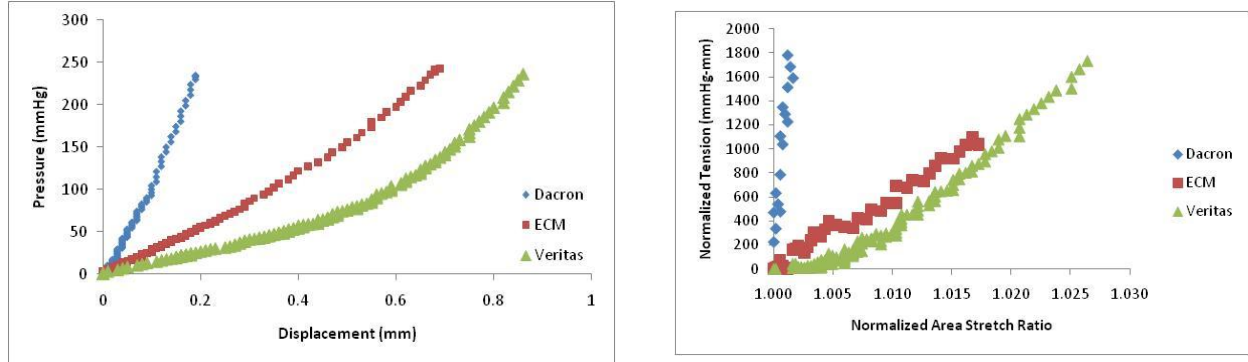 Pressure (mmHg)
300
250
200
150
100
50
0
0 0.2 0.4 0.6 0.8 1
Displacement (mm)
Dacron
ECM
Veritas
Normalized Tension (mmHg-mm)
2000
1800
1600
1400
1200
1000
800
600
400
200
0
1.000 1.005 1.010 1.015 1.020 1.025 1.030
Normalized Area Stretch Ratio
Dacron
ECM
Veritas